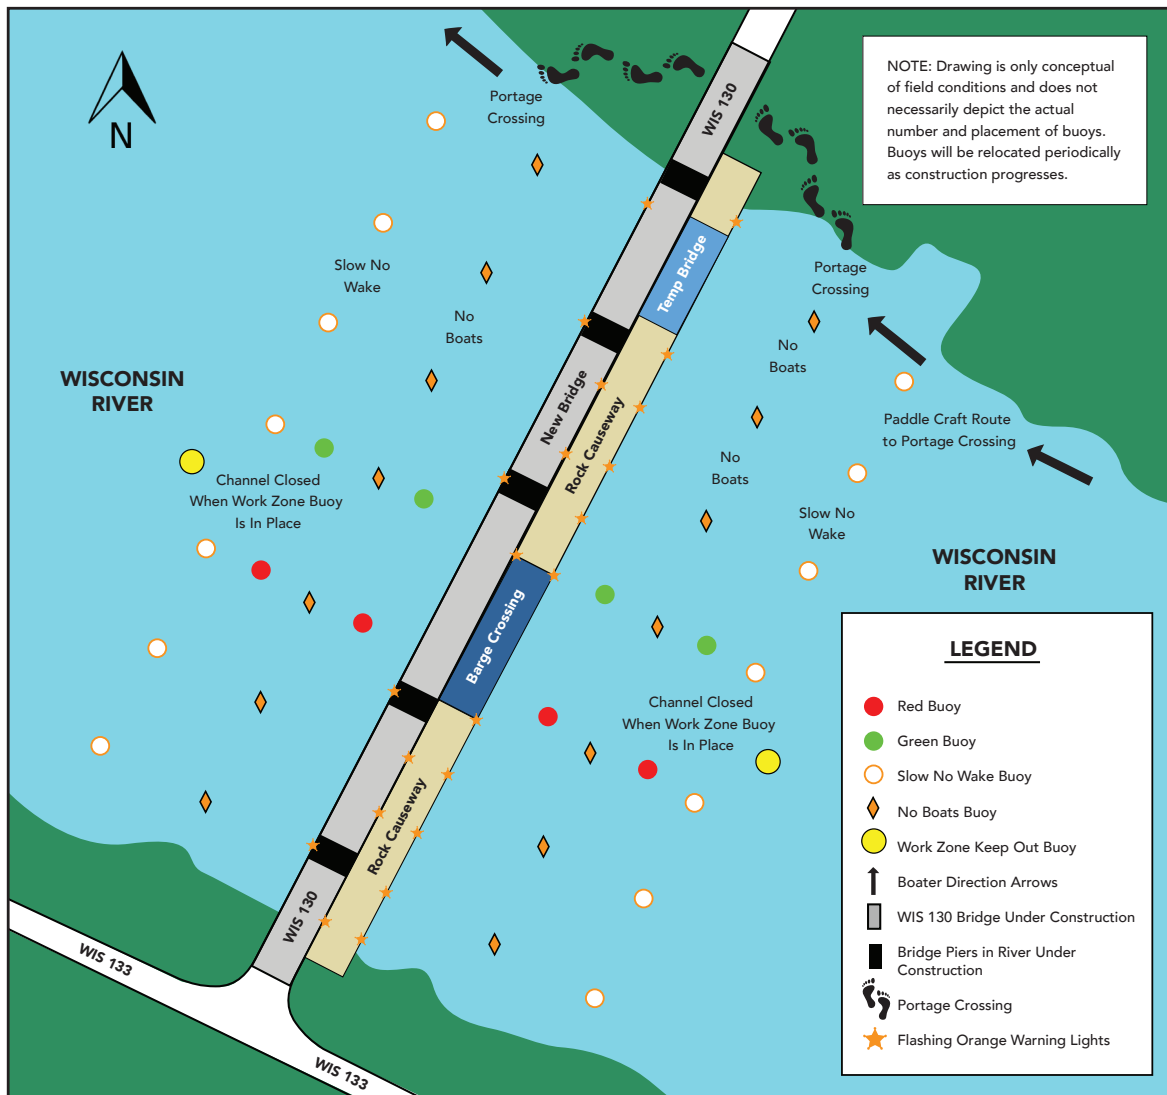 N
Portage
Crossing
WIS 130
NOTE: Drawing is only conceptual
of field conditions and does not
necessarily depict the actual
number and placement of buoys.
Buoys will be relocated periodically
as construction progresses.
Slow No
Wake
No
Boats
Temp Bridge
Portage
Crossing
No
Boats
WISCONSIN
RIVER
New Bridge
Rock Causeway
Paddle Craft Route
to Portage Crossing
No
Boats
Channel Closed
When Work Zone Buoy
Is In Place
Slow No
Wake
WISCONSIN
RIVER
Barge Crossing
Channel Closed
When Work Zone Buoy
Is In Place
Rock Causeway
WIS 130
WIS 133
WIS 133
LEGEND
Red Buoy
Green Buoy
Slow No Wake Buoy
No Boats Buoy
Work Zone Keep Out Buoy
Boater Direction Arrows
WIS 130 Bridge Under Construction
Bridge Piers in River Under
Construction
Portage Crossing
Flashing Orange Warning Lights